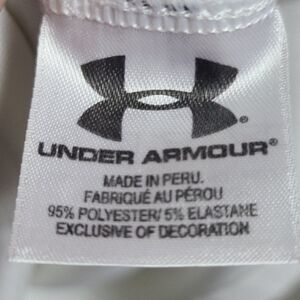 UNDER ARMOUR®
MADE IN PERU.
FABRIQUÉ AU PÉROU
95% POLYESTER/ 5% ELASTANE
EXCLUSIVE OF DECORATION